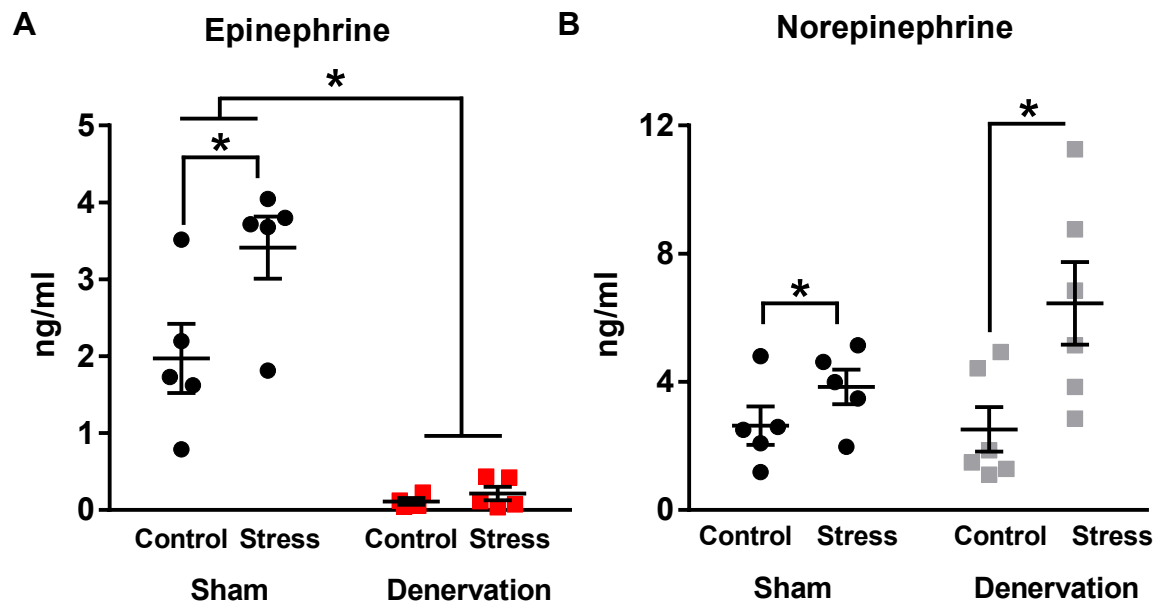 A
Epinephrine
*
*
5
4
3
2
1
0
ng/ml
Control Stress Control Stress
Sham Denervation
B
Norepinephrine
*
*
12
8
4
0
ng/ml
Control Stress Control Stress
Sham Denervation